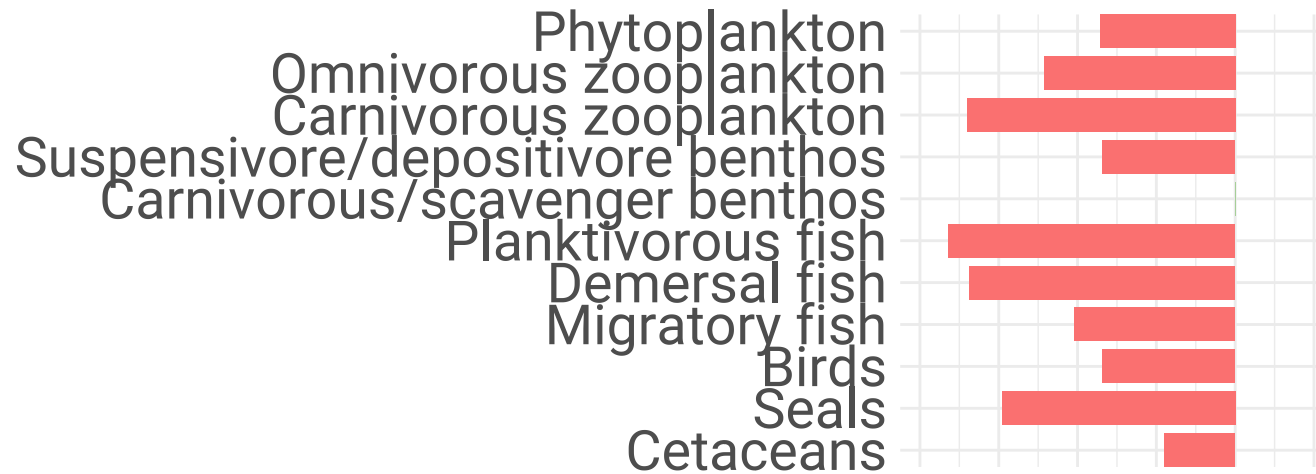 Phytoplankton
Omnivorous zooplankton
Carnivorous zooplankton
Suspensivore/depositivore benthos
Carnivorous/scavenger benthos
Planktivorous fish
Demersal fish
Migratory fish
Birds
Seals
Cetaceans